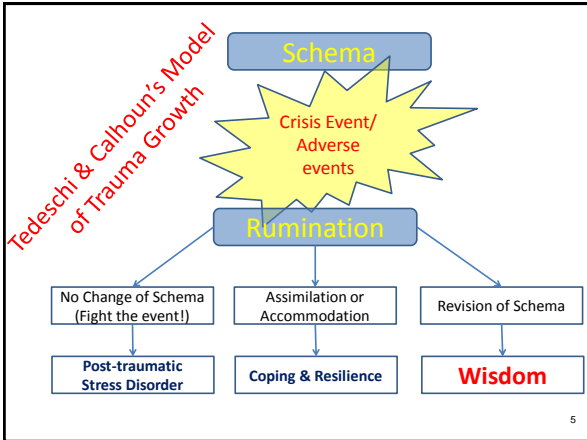 Tedeschi & Calhoun's Model
of Trauma Growth
Schema
Crisis Event/
Adverse
events
Rumination
No Change of Schema
(Fight the event!)
Assimilation or
Accommodation
Revision of Schema
Post-traumatic
Stress Disorder
Coping & Resilience
Wisdom
5